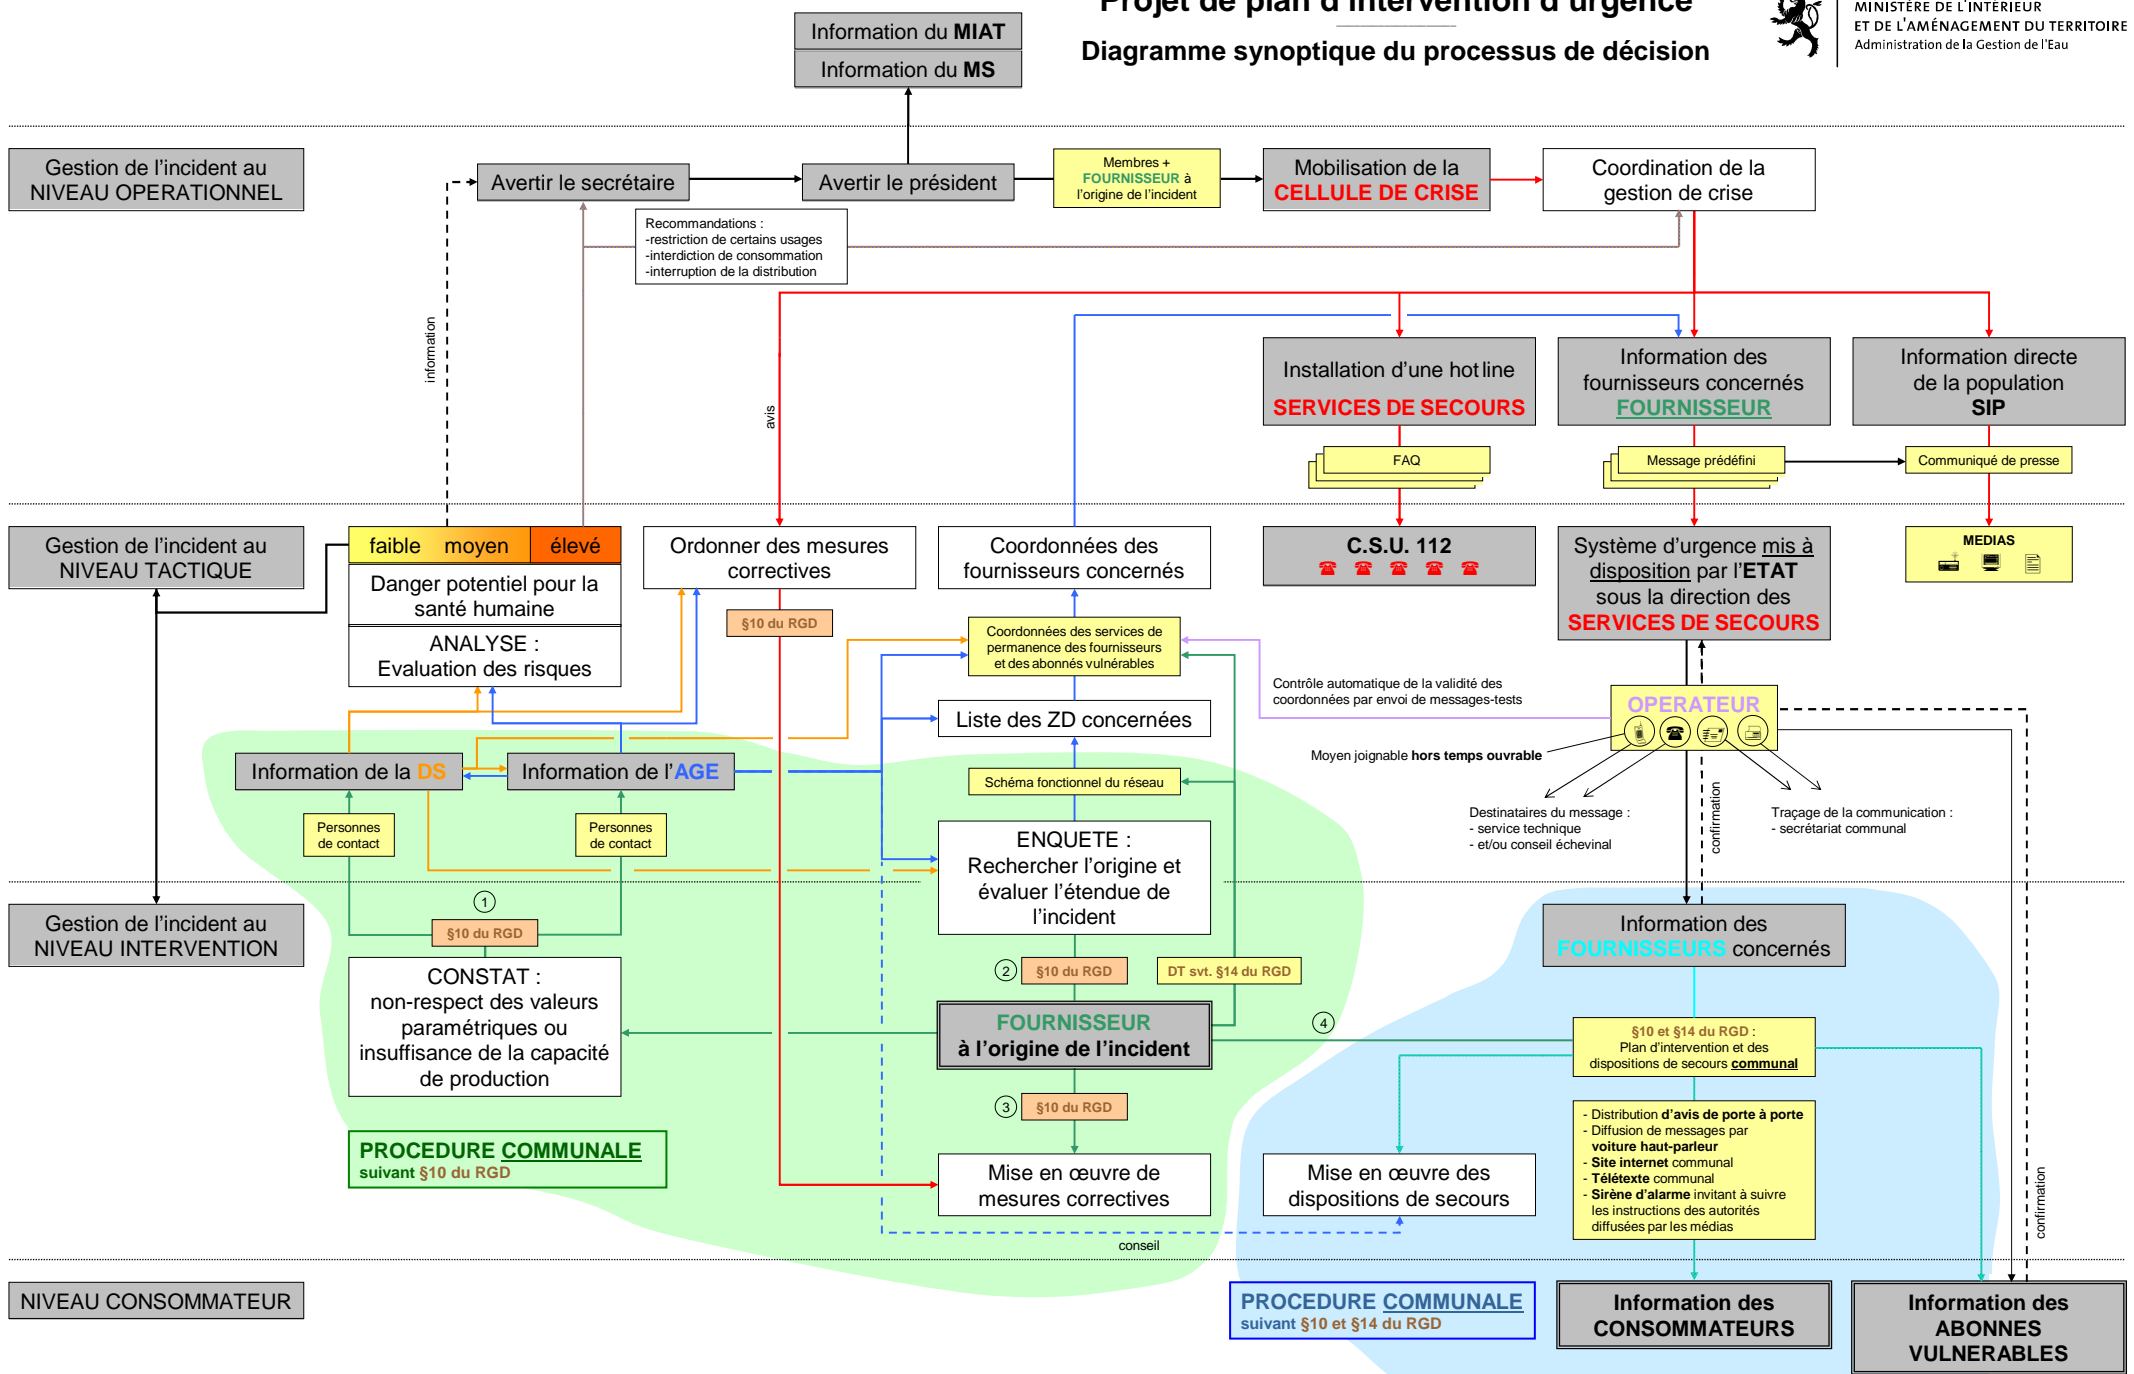 Projet de plan d'intervention d'urgence
Diagramme synoptique du processus de décision
MINISTÈRE DE L'INTÉRIEUR
ET DE L'AMÉNAGEMENT DU TERRITOIRE
Administration de la Gestion de l'Eau
Information du MIAT
Information du MS
Gestion de l'incident au
NIVEAU OPERATIONNEL
Avertir le secrétaire
Avertir le président
Membres +
FOURNISSEUR à
l'origine de l'incident
Mobilisation de la
CELLULE DE CRISE
Coordination de la
gestion de crise
Recommandations :
-restriction de certains usages
-interdiction de consommation
-interruption de la distribution
information
avis
Installation d'une hot line
SERVICES DE SECOURS
Information des
fournisseurs concernés
FOURNISSEUR
Information directe
de la population
SIP
FAQ
Message prédéfini
Communiqué de presse
Gestion de l'incident au
NIVEAU TACTIQUE
faible moyen élevé
Danger potentiel pour la
santé humaine
ANALYSE :
Evaluation des risques
Ordonner des mesures
correctives
§10 du RGD
Coordonnées des
fournisseurs concernés
C.S.U. 112
Système d'urgence mis à
disposition par l'ETAT
sous la direction des
SERVICES DE SECOURS
MEDIAS
Coordonnées des services de
permanence des fournisseurs
et des abonnés vulnérables
Contrôle automatique de la validité des
coordonnées par envoi de messages-tests
OPERATEUR
Liste des ZD concernées
Moyen joignable hors temps ouvrable
Information de la DS
Information de l'AGE
Schéma fonctionnel du réseau
Destinataires du message :
- service technique
- et/ou conseil échevinal
Traçage de la communication :
- secrétariat communal
confirmation
Personnes
de contact
Personnes
de contact
ENQUETE :
Rechercher l'origine et
évaluer l'étendue de
l'incident
Gestion de l'incident au
NIVEAU INTERVENTION
1
§10 du RGD
Information des
FOURNISSEURS concernés
CONSTAT :
non-respect des valeurs
paramétriques ou
insuffisance de la capacité
de production
2
§10 du RGD
DT svt. §14 du RGD
FOURNISSEUR
à l'origine de l'incident
4
§10 et §14 du RGD :
Plan d'intervention et des
dispositions de secours communal
3
§10 du RGD
- Distribution d'avis de porte à porte
- Diffusion de messages par
voiture haut-parleur
- Site internet communal
- Télétexte communal
- Sirène d'alarme invitant à suivre
les instructions des autorités
diffusées par les médias
PROCEDURE COMMUNALE
suivant §10 du RGD
Mise en œuvre de
mesures correctives
Mise en œuvre des
dispositions de secours
confirmation
conseil
NIVEAU CONSOMMATEUR
PROCEDURE COMMUNALE
suivant §10 et §14 du RGD
Information des
CONSOMMATEURS
Information des
ABONNES
VULNERABLES